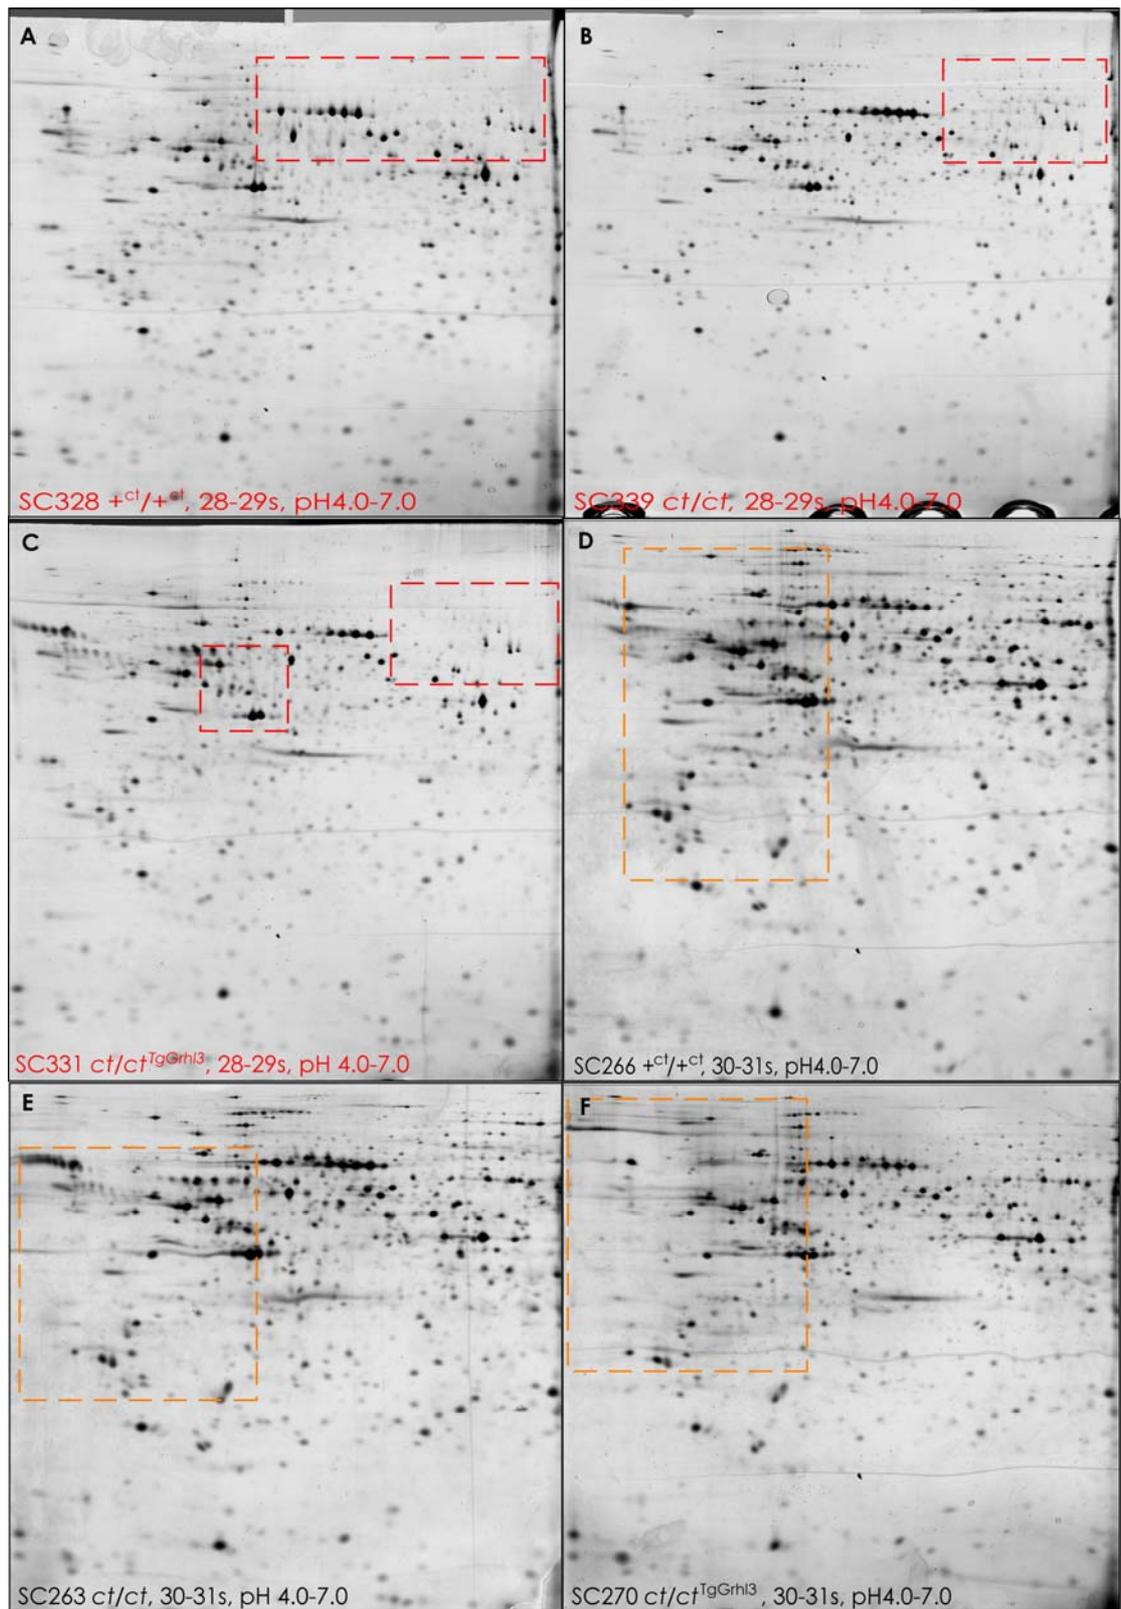 A
B
SC328 +ct/+ct, 28-29s, pH4.0-7.0
SC339 ct/ct, 28-29s, pH4.0-7.0
C
D
SC331 ct/ctTgGrhl3, 28-29s, pH 4.0-7.0
SC266 +ct/+ct, 30-31s, pH4.0-7.0
E
F
SC263 ct/ct, 30-31s, pH 4.0-7.0
SC270 ct/ctTgGrhl3, 30-31s, pH4.0-7.0